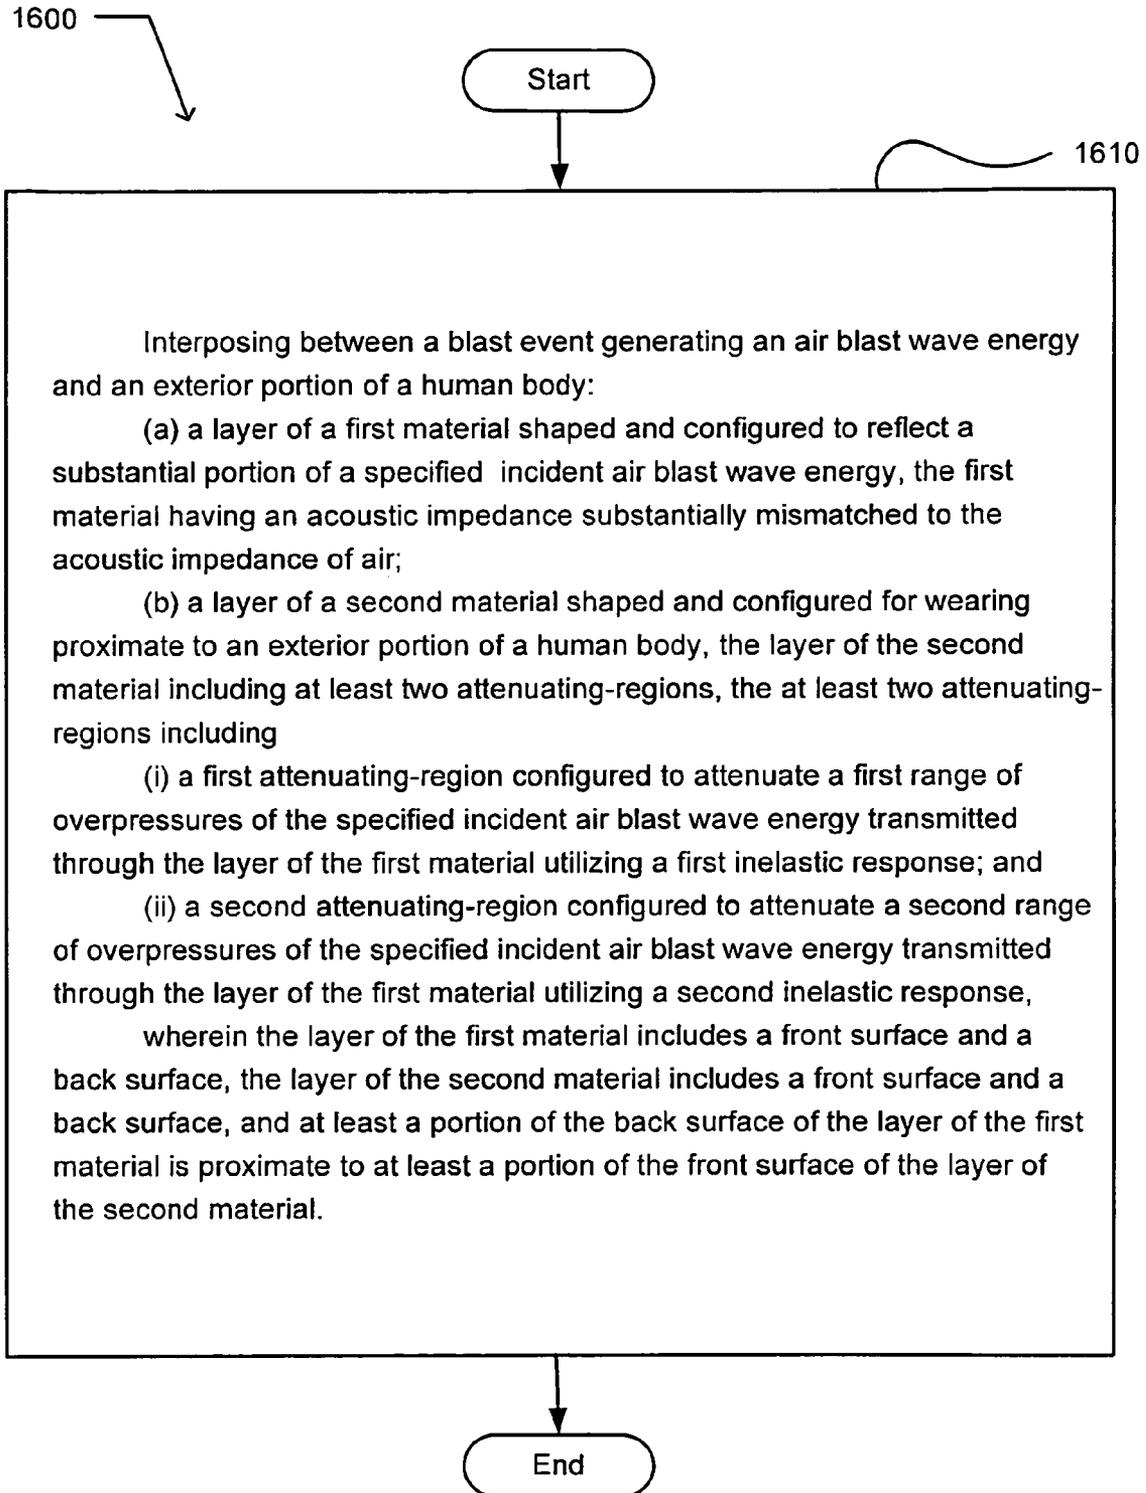 1600
Start
1610
Interposing between a blast event generating an air blast wave energy
and an exterior portion of a human body:
(a) a layer of a first material shaped and configured to reflect a
substantial portion of a specified incident air blast wave energy, the first
material having an acoustic impedance substantially mismatched to the
acoustic impedance of air;
(b) a layer of a second material shaped and configured for wearing
proximate to an exterior portion of a human body, the layer of the second
material including at least two attenuating-regions, the at least two attenuating-
regions including
(i) a first attenuating-region configured to attenuate a first range of
overpressures of the specified incident air blast wave energy transmitted
through the layer of the first material utilizing a first inelastic response; and
(ii) a second attenuating-region configured to attenuate a second range
of overpressures of the specified incident air blast wave energy transmitted
through the layer of the first material utilizing a second inelastic response,
wherein the layer of the first material includes a front surface and a
back surface, the layer of the second material includes a front surface and a
back surface, and at least a portion of the back surface of the layer of the first
material is proximate to at least a portion of the front surface of the layer of
the second material.
End